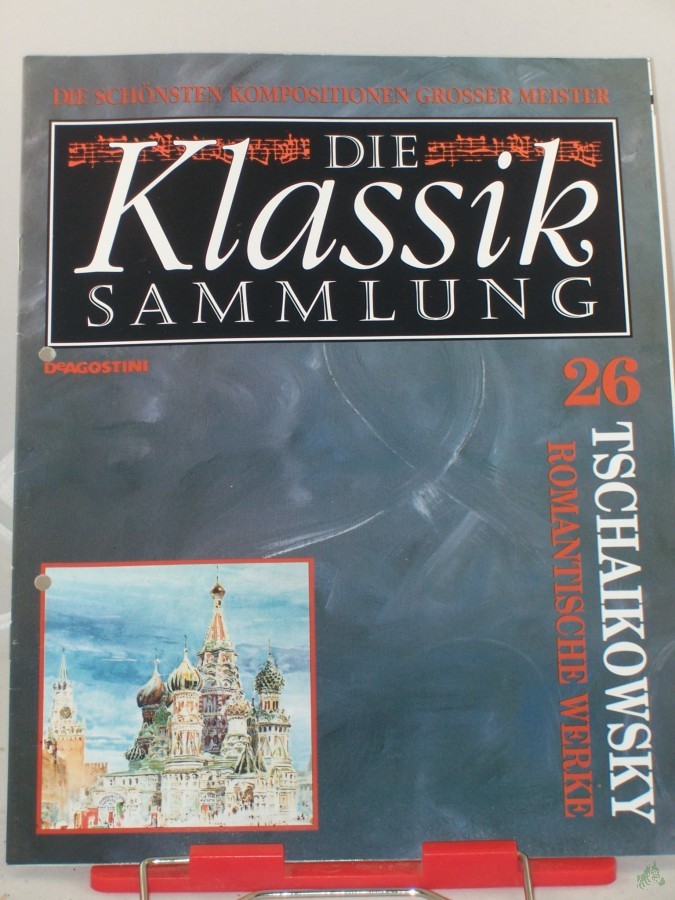 DIE SCHÖNSTEN KOMPOSITIONEN GROSSER MEISTER
DIE
Klassik
SAMMLUNG
DeAGOSTINI
26
TSCHAIKOWSKY
ROMANTISCHE WERKE